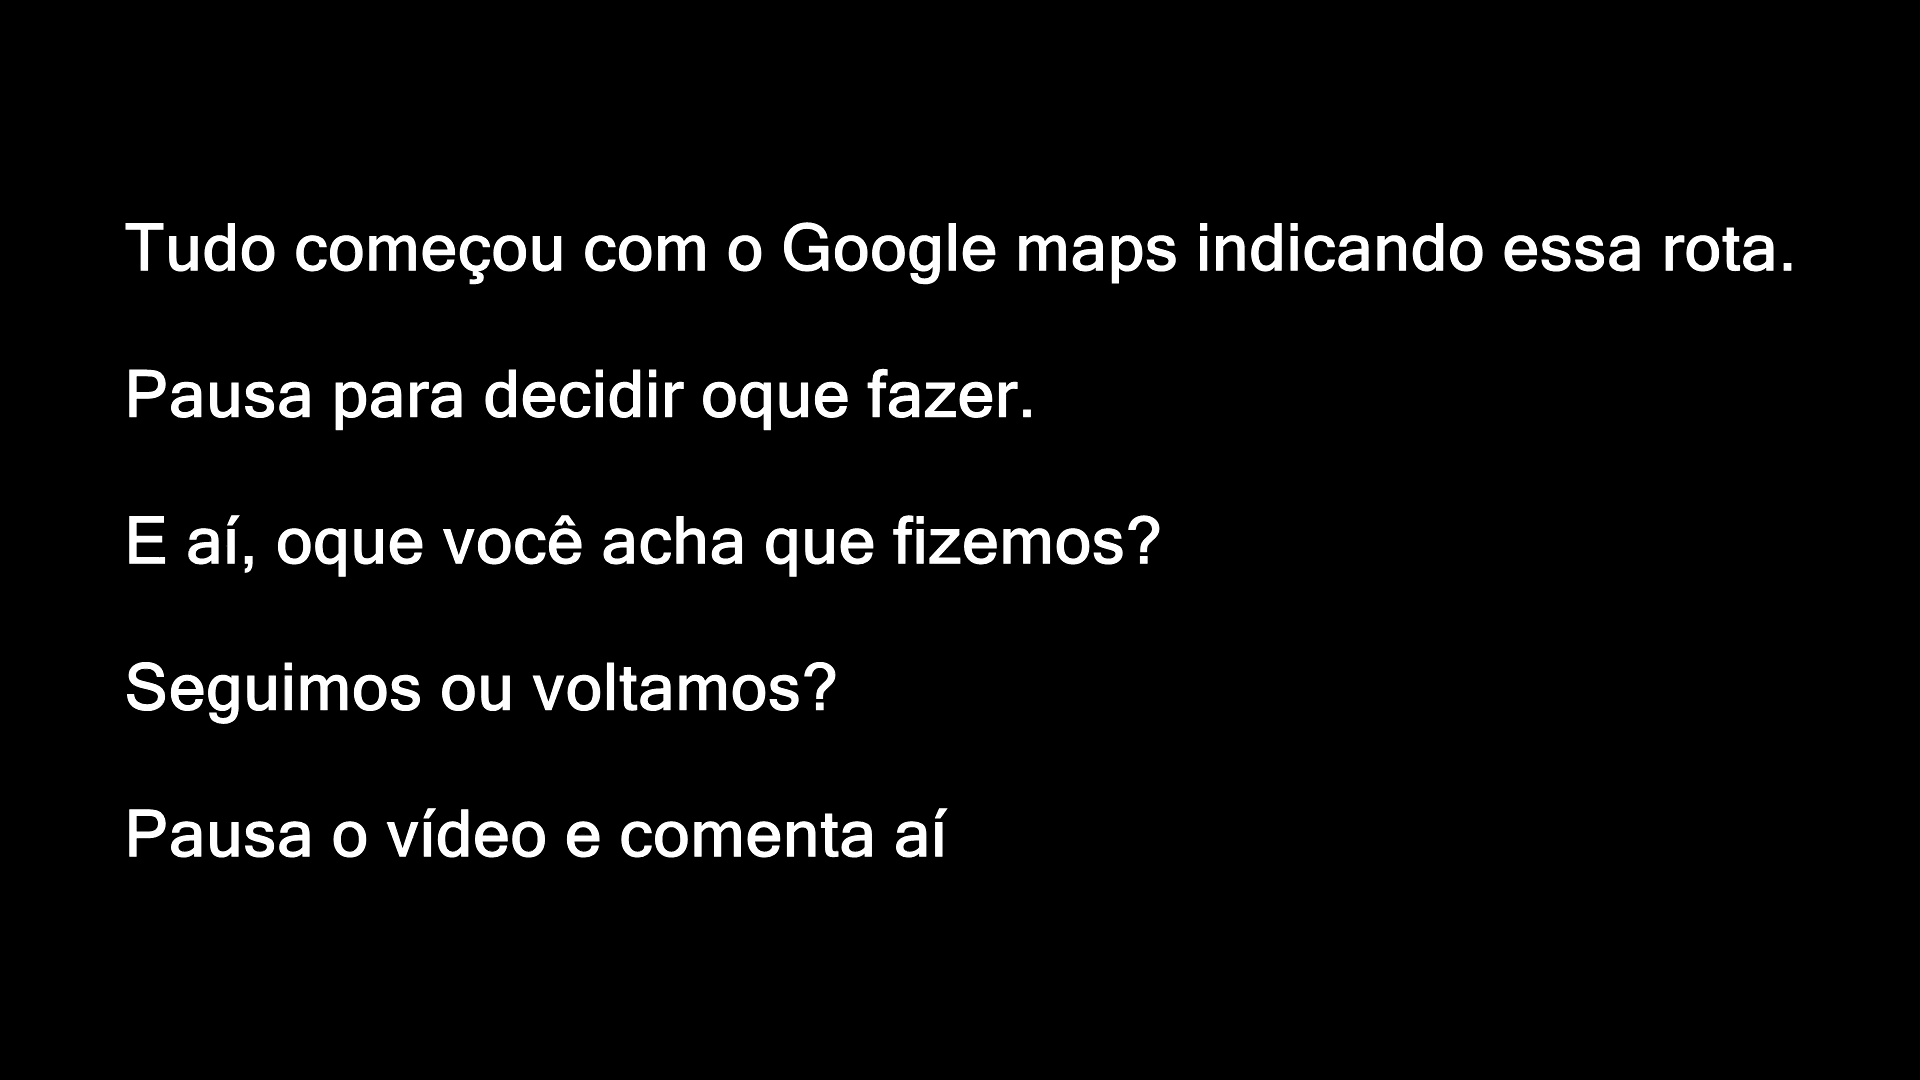 Tudo começou com o Google maps indicando essa rota.
Pausa para decidir oque fazer.
E aí, oque você acha que fizemos?
Seguimos ou voltamos?
Pausa o vídeo e comenta aí